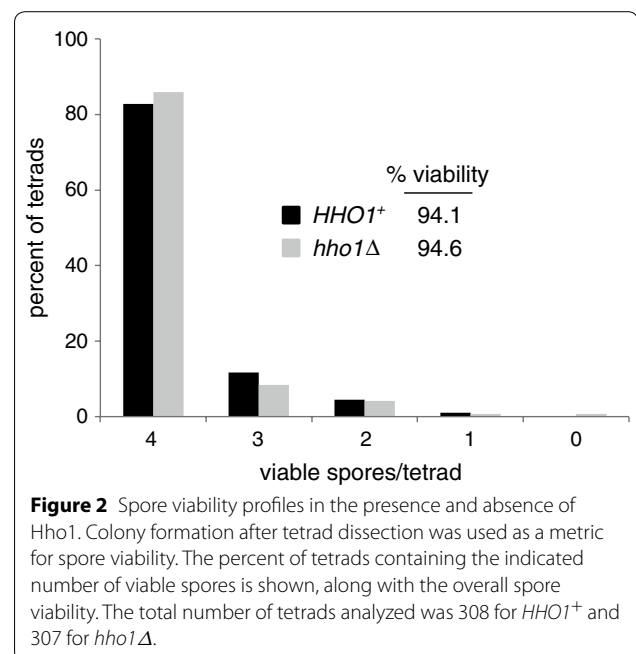 100
80
60
40
20
0
percent of tetrads
% viability
HHO1+ 94.1
hho1Δ 94.6
4 3 2 1 0
viable spores/tetrad
Figure 2 Spore viability profiles in the presence and absence of
Hho1. Colony formation after tetrad dissection was used as a metric
for spore viability. The percent of tetrads containing the indicated
number of viable spores is shown, along with the overall spore
viability. The total number of tetrads analyzed was 308 for HHO1+ and
307 for hho1Δ.